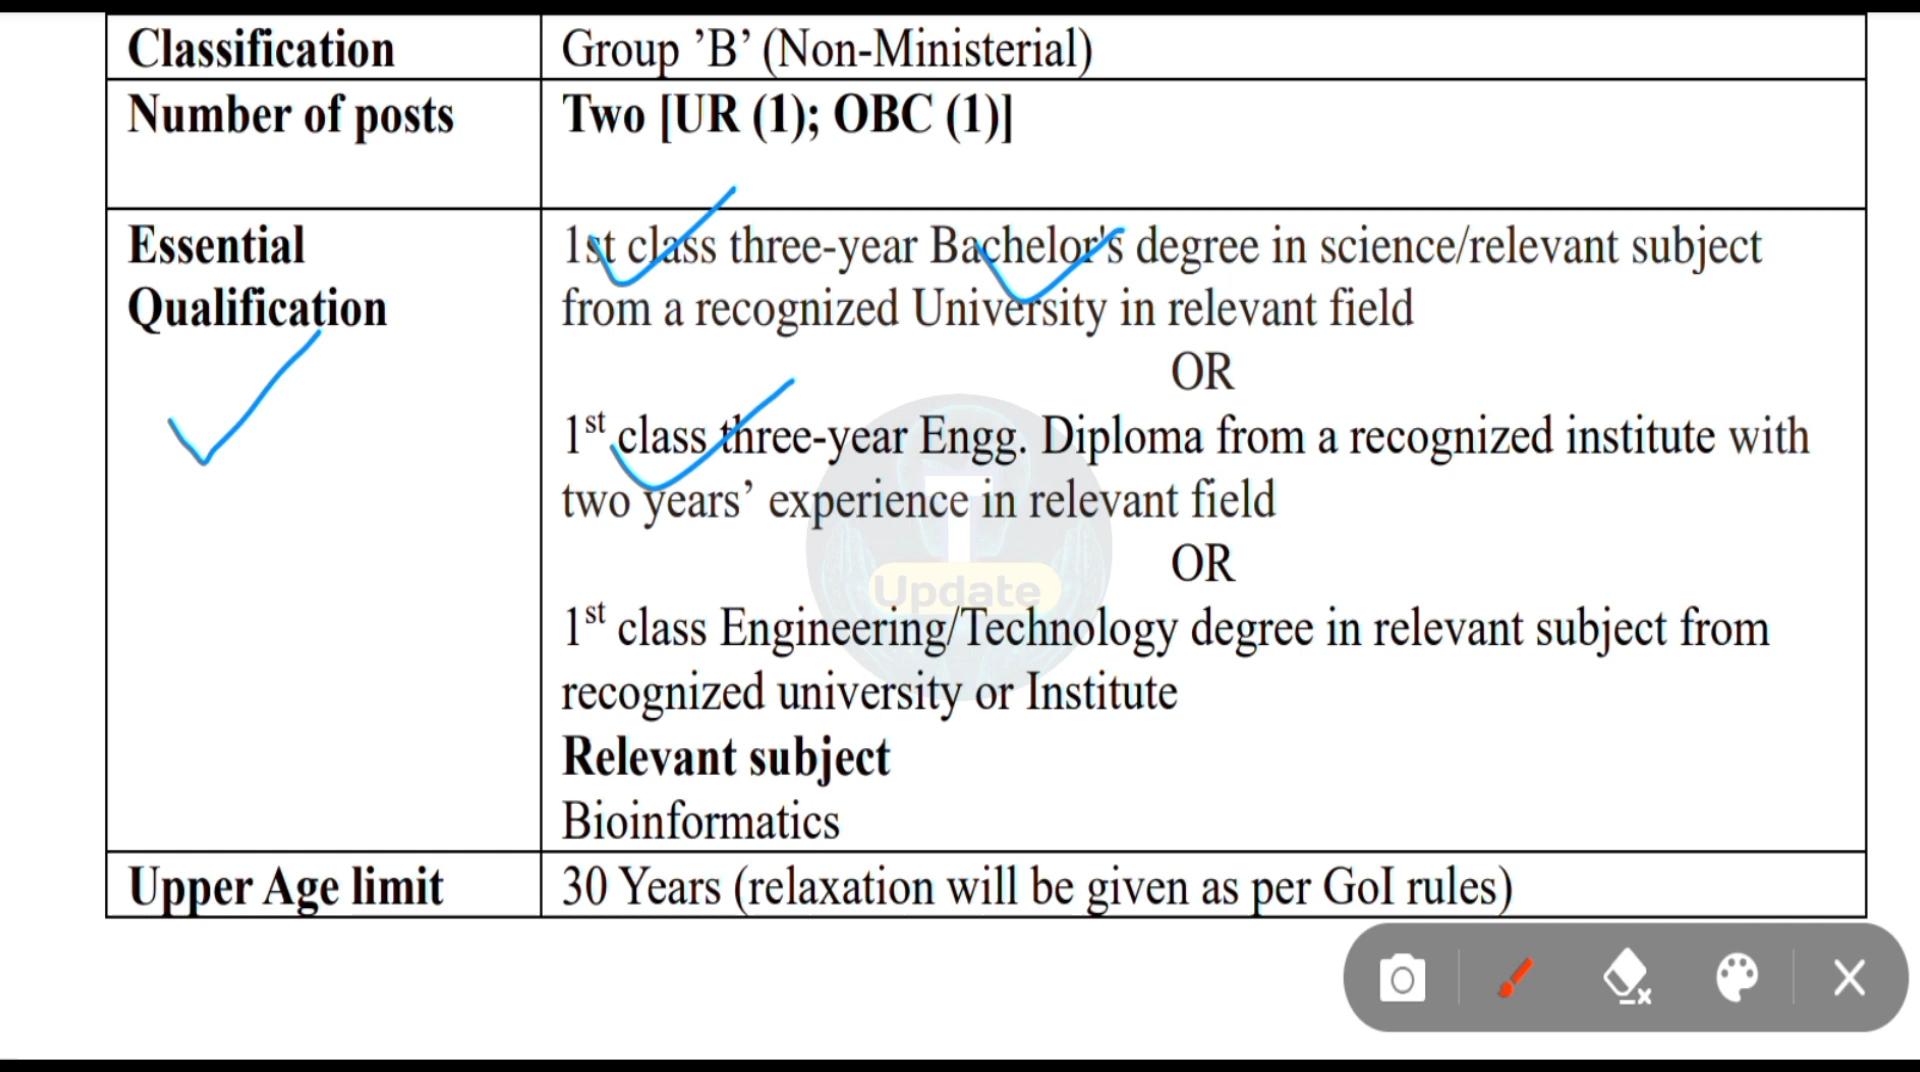 Classification
Group ’B’ (Non-Ministerial)
Number of posts
Two [UR (1); OBC (1)]
Essential
Qualification
1st class three-year Bachelor's degree in science/relevant subject
from a recognized University in relevant field
OR
1st class three-year Engg. Diploma from a recognized institute with
two years’ experience in relevant field
OR
1st class Engineering/Technology degree in relevant subject from
recognized university or Institute
Relevant subject
Bioinformatics
Upper Age limit
30 Years (relaxation will be given as per GoI rules)
Update